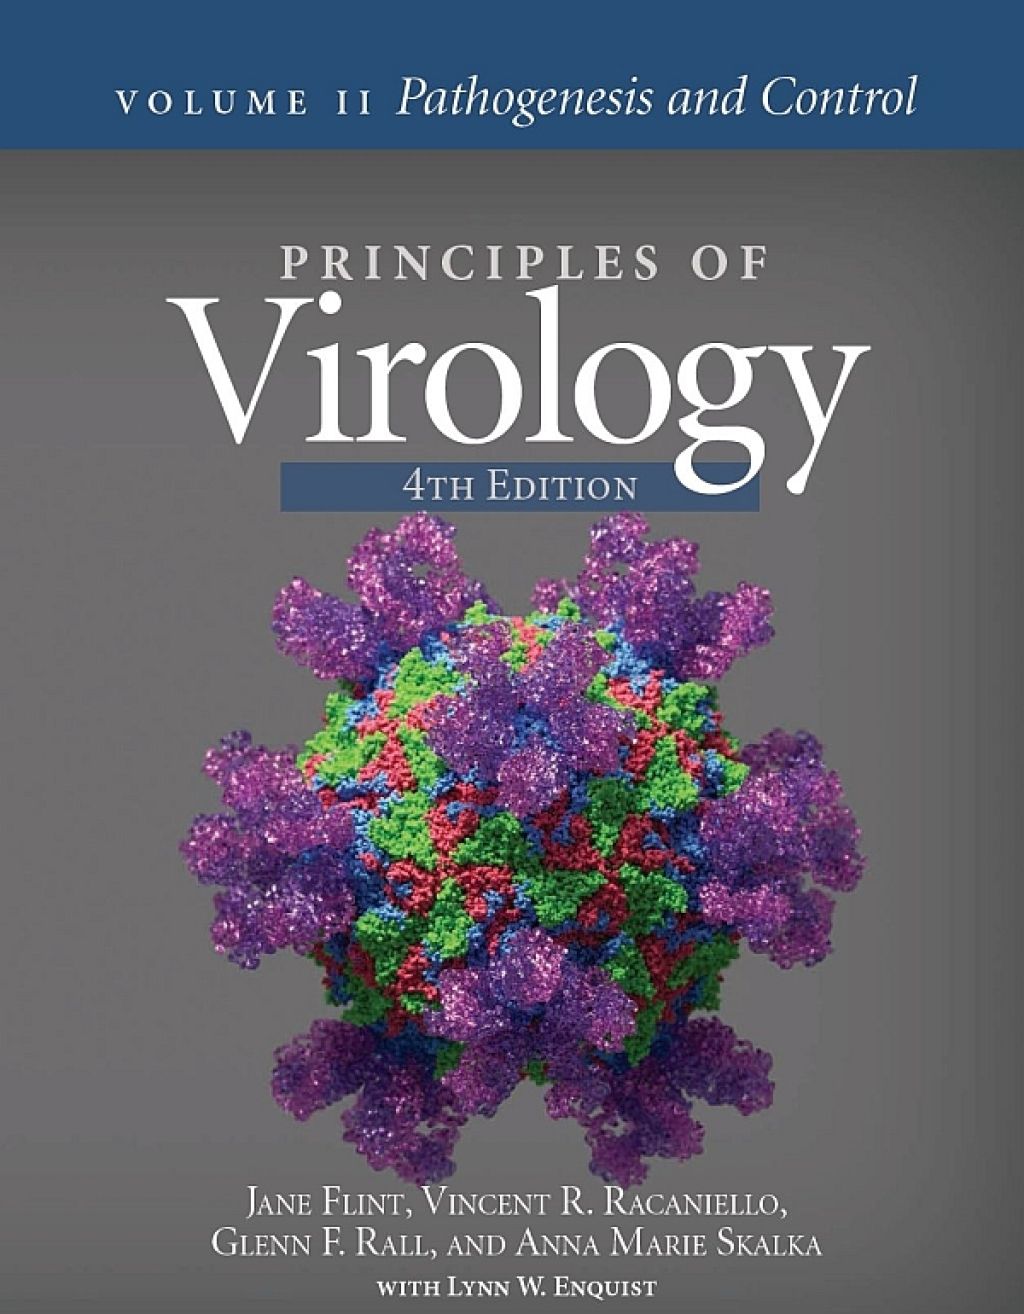 VOLUME II Pathogenesis and Control
PRINCIPLES OF
Virology
4TH EDITION
JANE FLINT, VINCENT R. RACANIELLO,
GLENN F. RALL, AND ANNA MARIE SKALKA
WITH LYNN W. ENQUIST